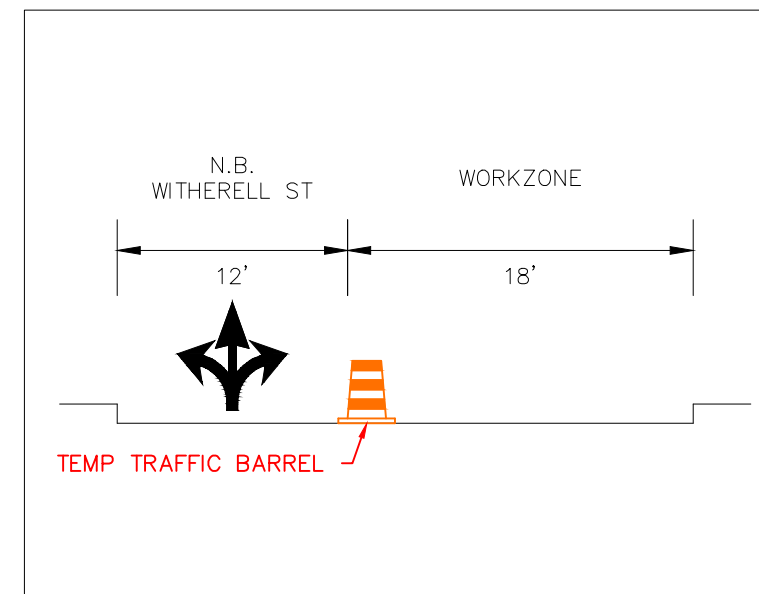 N.B.
WITHERELL ST
WORKZONE
12'
18'
TEMP TRAFFIC BARREL